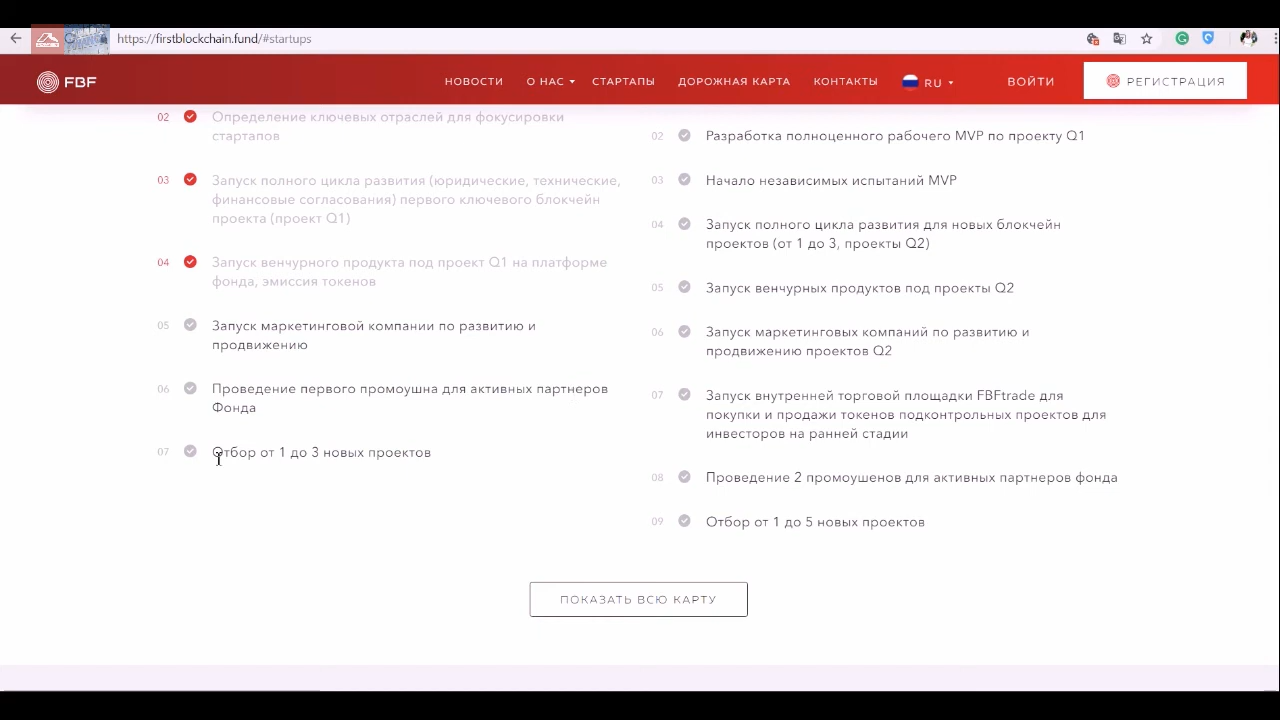 https://firstblockchain.fund/#startups
FBF
НОВОСТИ
О НАС
СТАРТАПЫ
ДОРОЖНАЯ КАРТА
КОНТАКТЫ
RU
ВОЙТИ
РЕГИСТРАЦИЯ
02
Определение ключевых отраслей для фокусировки
стартапов
03
Запуск полного цикла развития (юридические, технические,
финансовые согласования) первого ключевого блокчейн
проекта (проект Q1)
04
Запуск венчурного продукта под проект Q1 на платформе
фонда, эмиссия токенов
05
Запуск маркетинговой компании по развитию и
продвижению
06
Проведение первого промоушна для активных партнеров
Фонда
07
Отбор от 1 до 3 новых проектов
02
Разработка полноценного рабочего MVP по проекту Q1
03
Начало независимых испытаний MVP
04
Запуск полного цикла развития для новых блокчейн
проектов (от 1 до 3, проекты Q2)
05
Запуск венчурных продуктов под проекты Q2
06
Запуск маркетинговых компаний по развитию и
продвижению проектов Q2
07
Запуск внутренней торговой площадки FBFtrade для
покупки и продажи токенов подконтрольных проектов для
инвесторов на ранней стадии
08
Проведение 2 промоушенов для активных партнеров фонда
09
Отбор от 1 до 5 новых проектов
ПОКАЗАТЬ ВСЮ КАРТУ